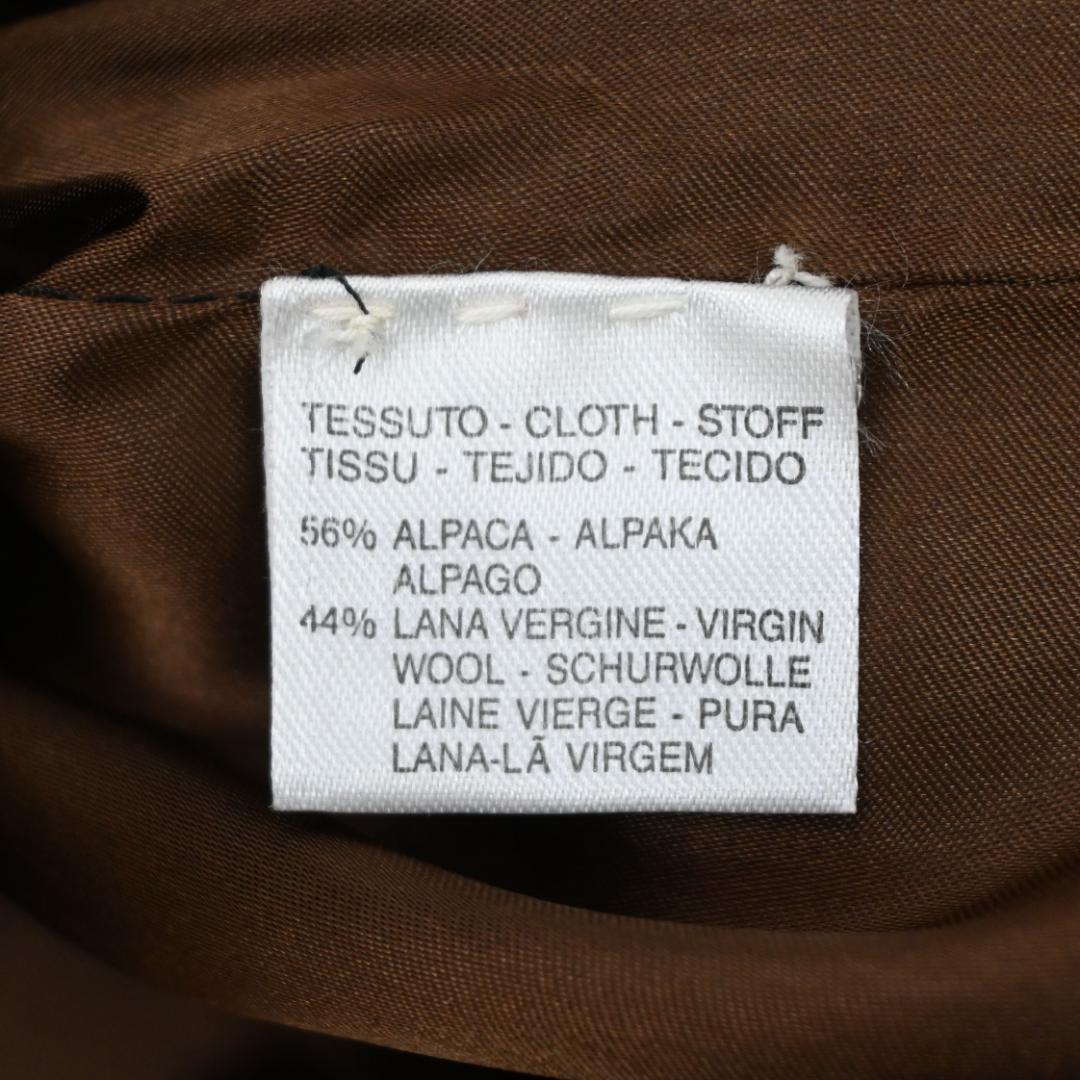 TESSUTO - CLOTH - STOFF
TISSU - TEJIDO - TECIDO
56% ALPACA - ALPAKA
ALPAGO
44% LANA VERGINE - VIRGIN
WOOL - SCHURWOLLE
LAINE VIERGE - PURA
LANA-LÃ VIRGEM